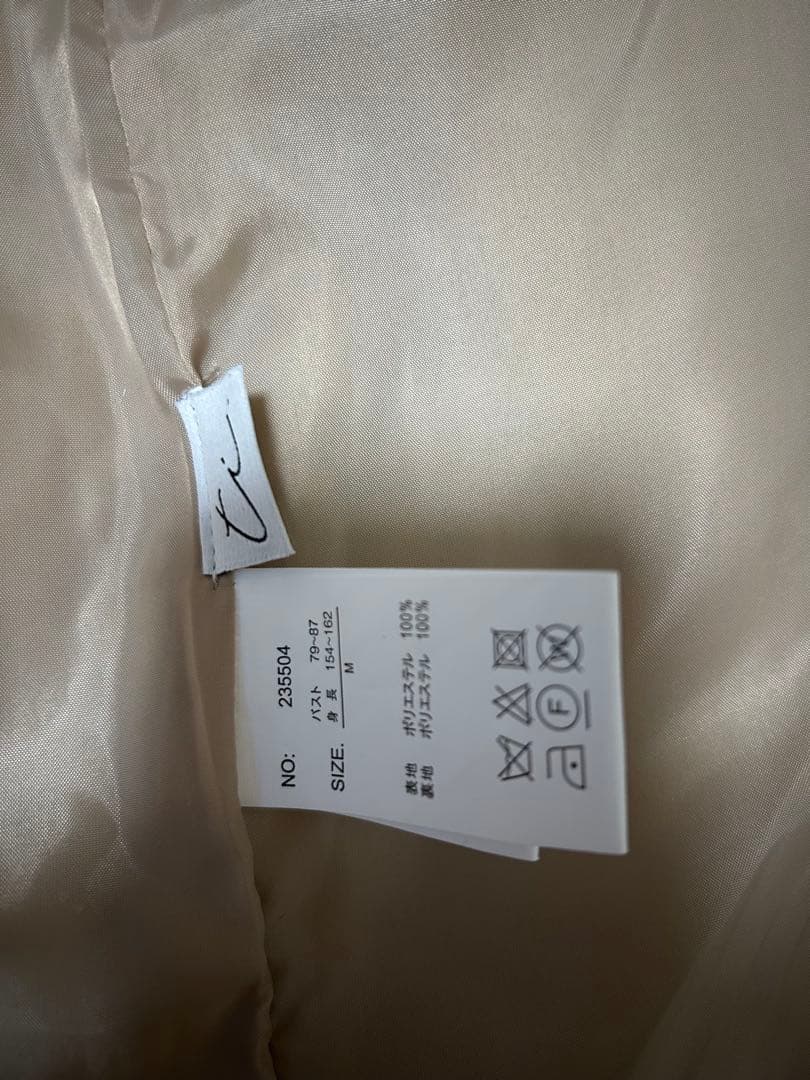 ti.
NO: 235504
SIZE. バスト 79~87
身 長 154~162
M
表地 ポリエステル 100%
裏地 ポリエステル 100%
F
W